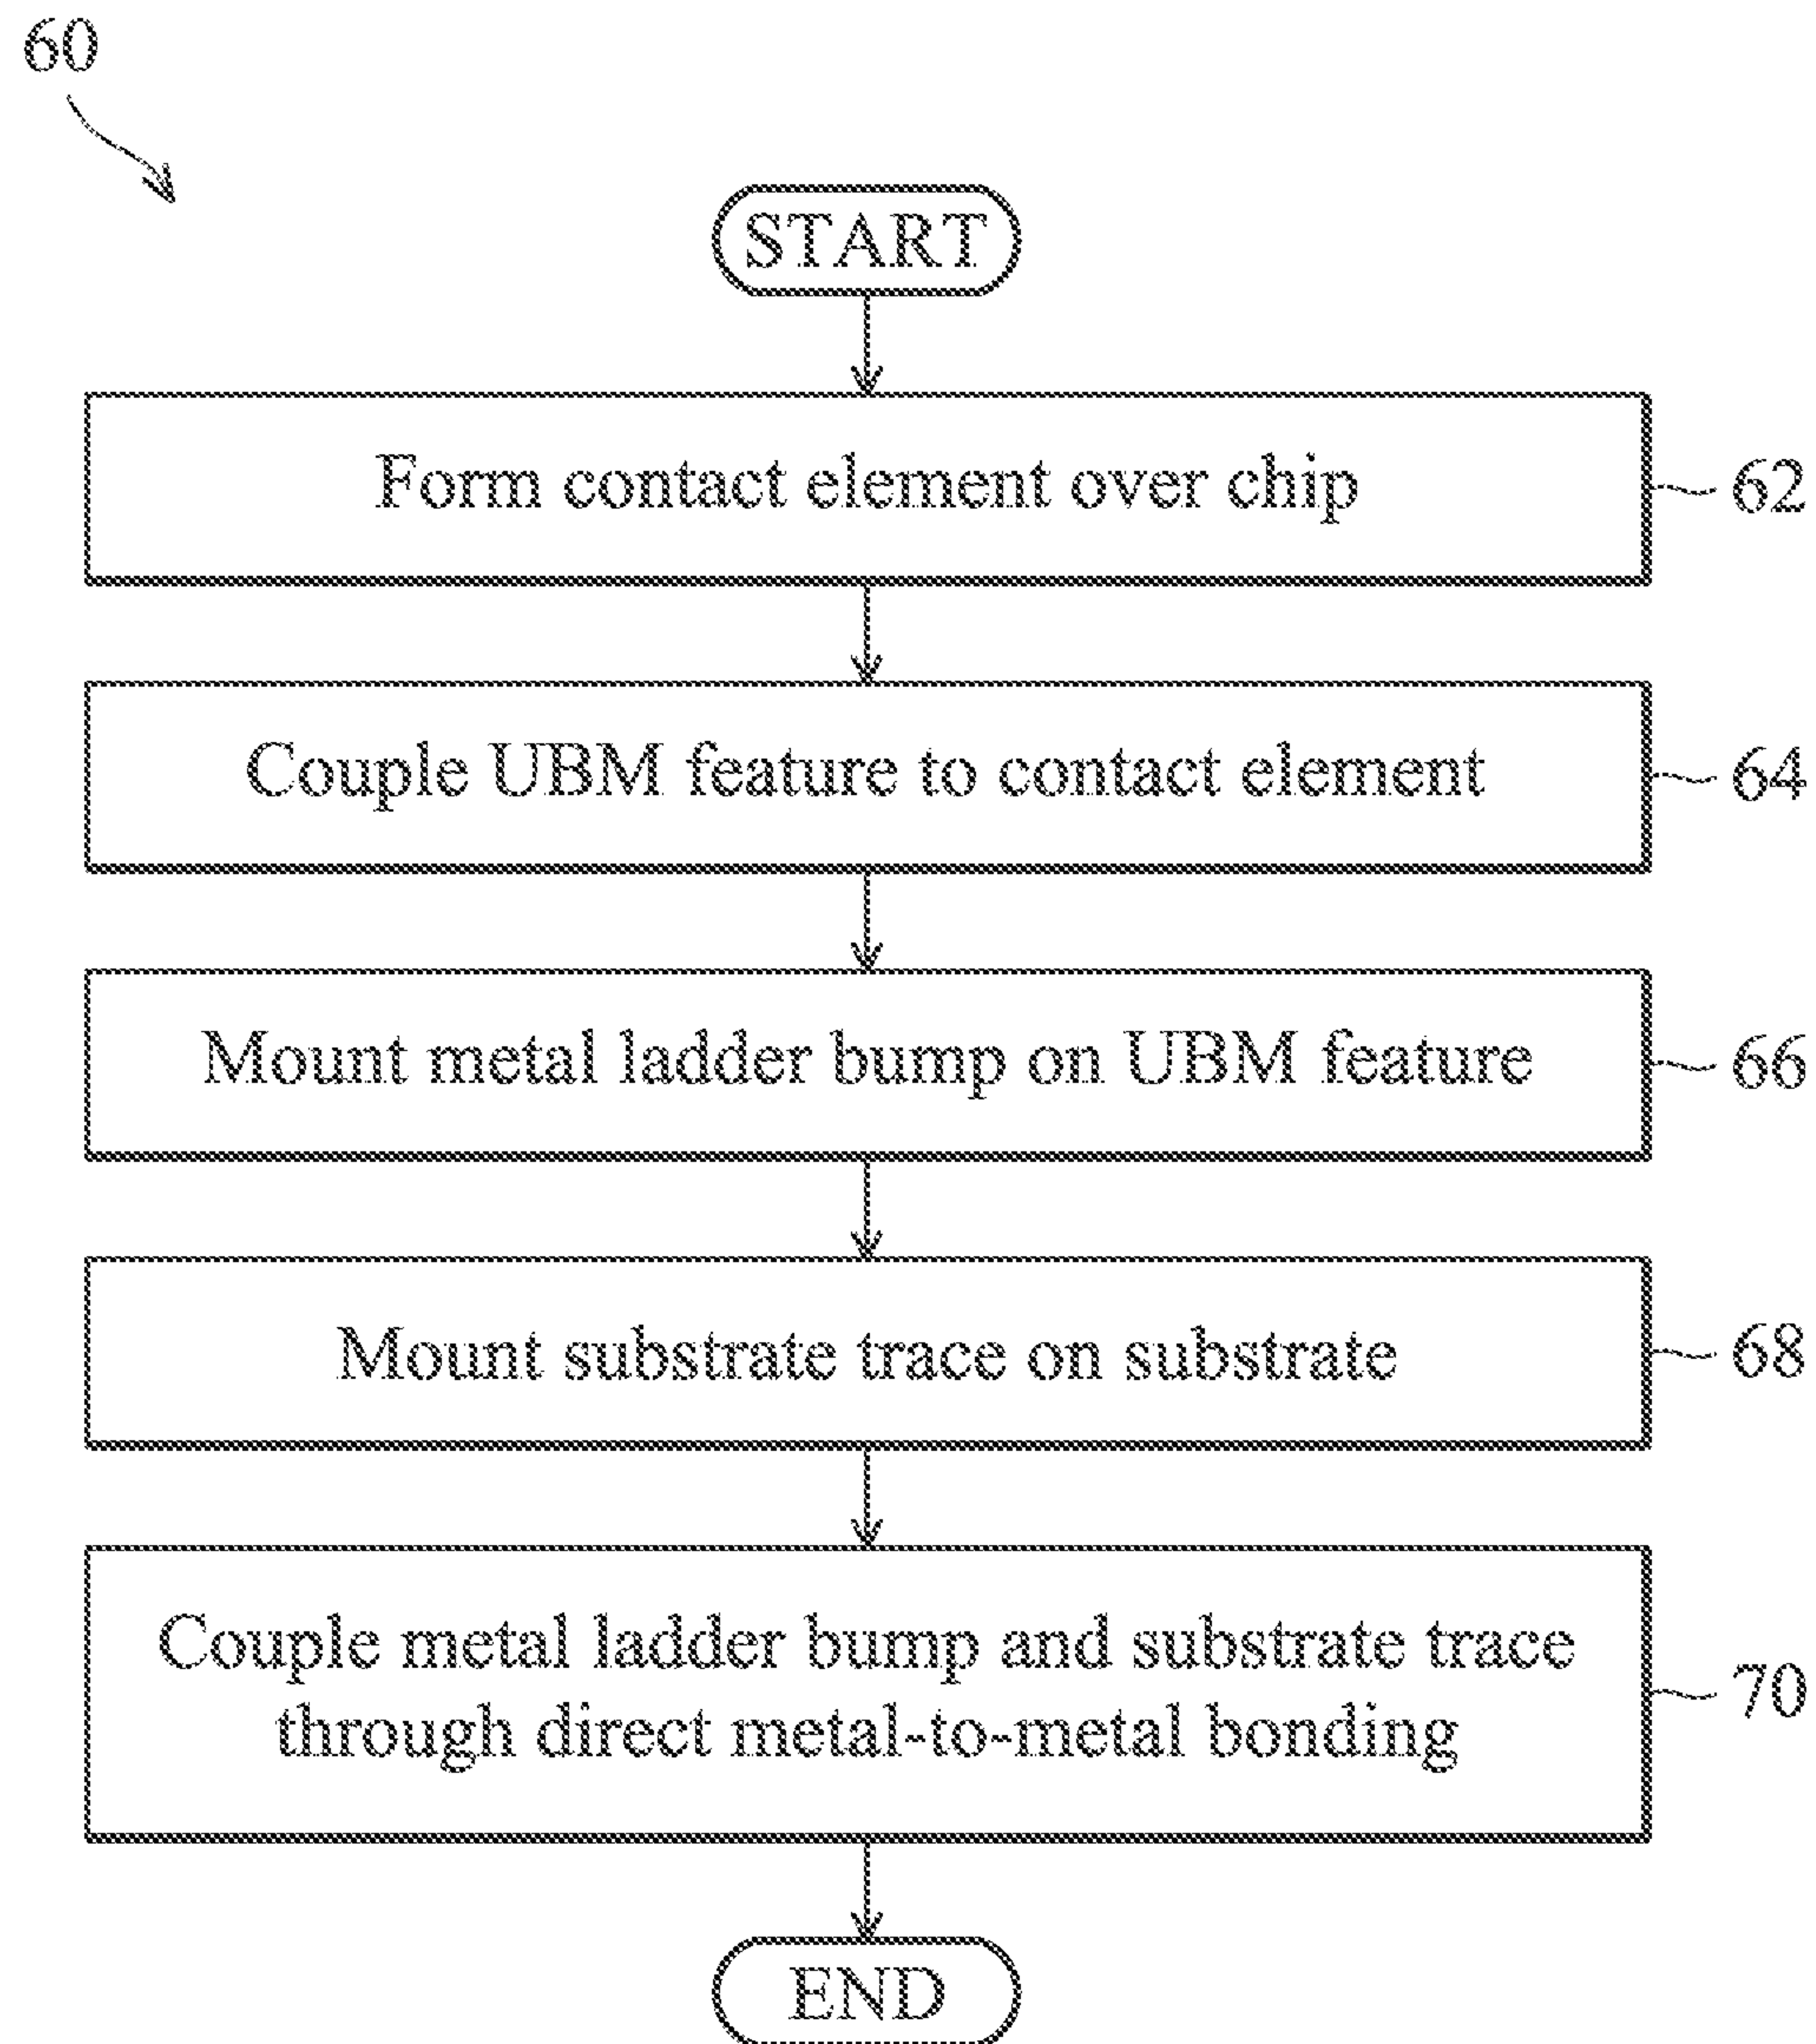 60
START
Form contact element over chip
62
Couple UBM feature to contact element
64
Mount metal ladder bump on UBM feature
66
Mount substrate trace on substrate
68
Couple metal ladder bump and substrate trace
through direct metal-to-metal bonding
70
END